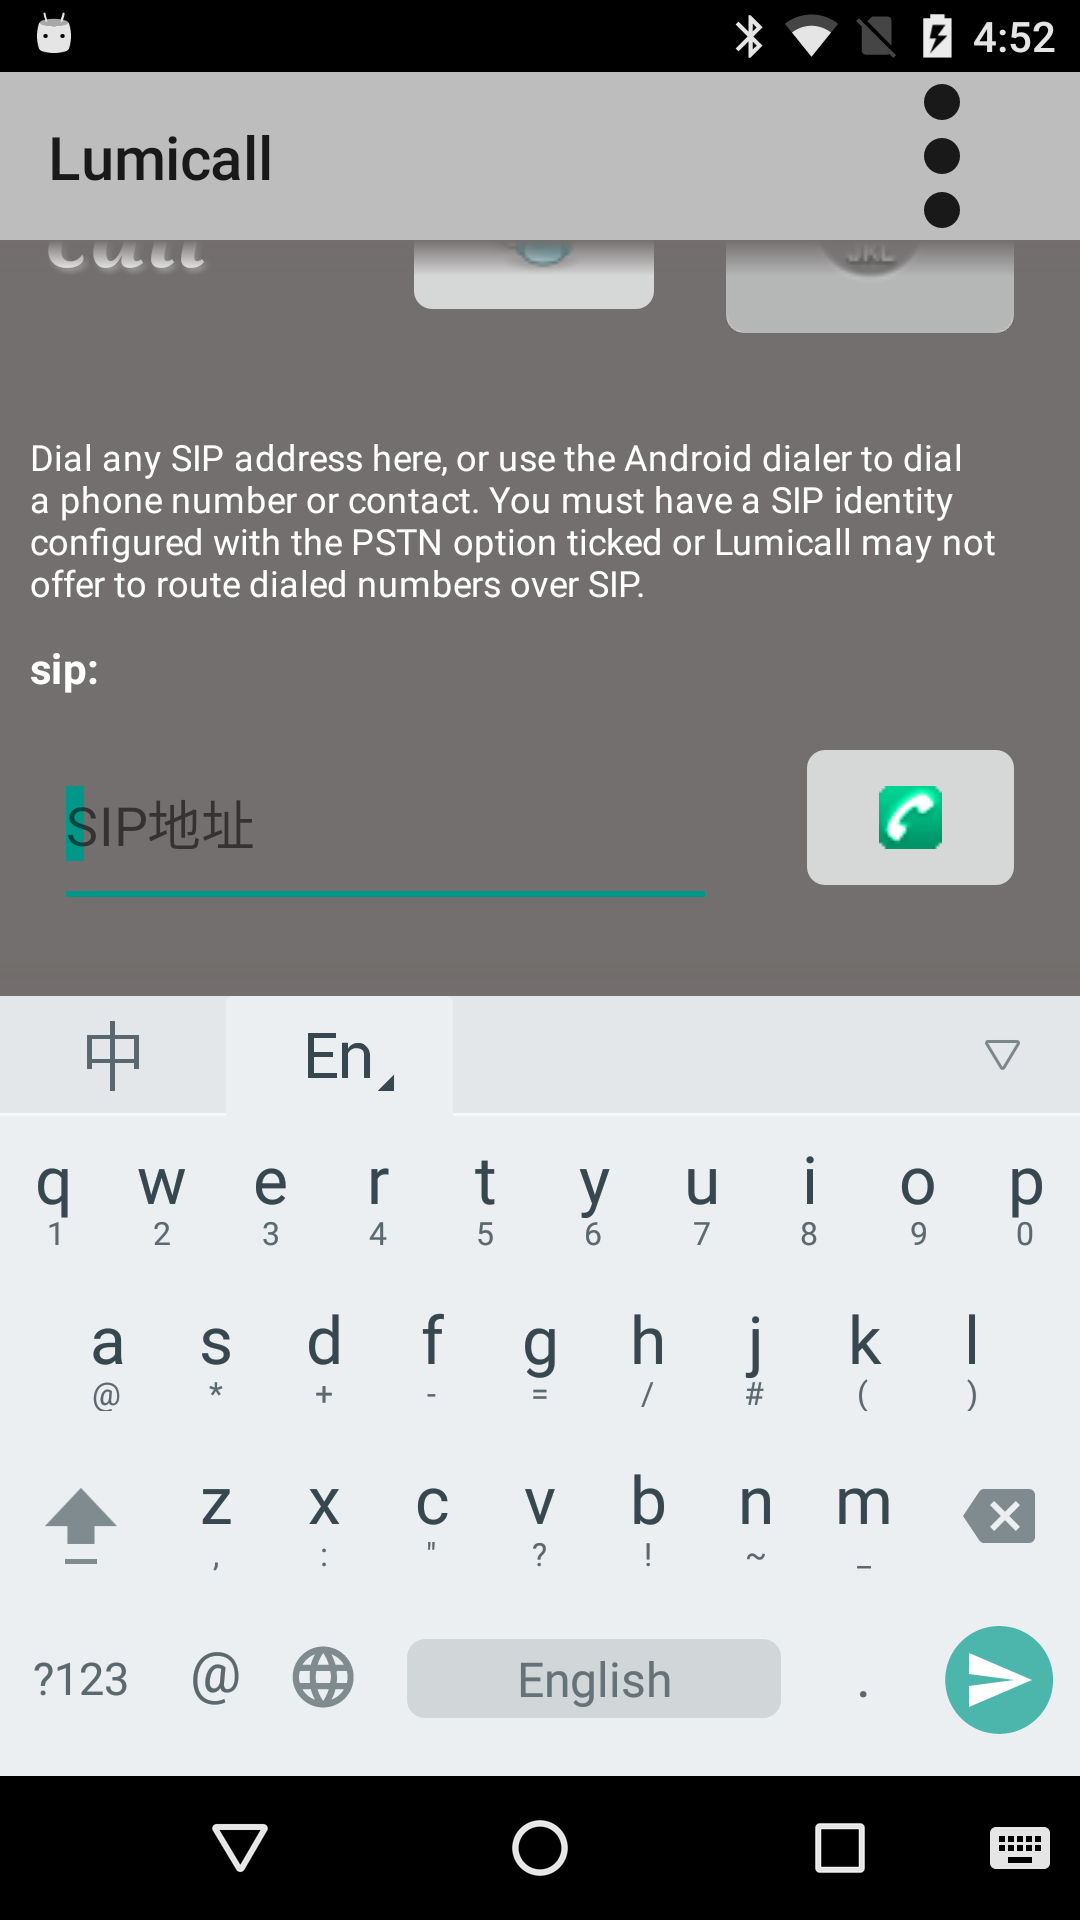 4:52
Lumicall
call
JKL
Dial any SIP address here, or use the Android dialer to dial
a phone number or contact. You must have a SIP identity
configured with the PSTN option ticked or Lumicall may not
offer to route dialed numbers over SIP.
sip:
SIP地址
中 En
q w e r t y u i o p
1 2 3 4 5 6 7 8 9 0
a s d f g h j k l
@ * + - = / # ( )
z x c v b n m
, : " ? ! ~ _
?123 @ English .